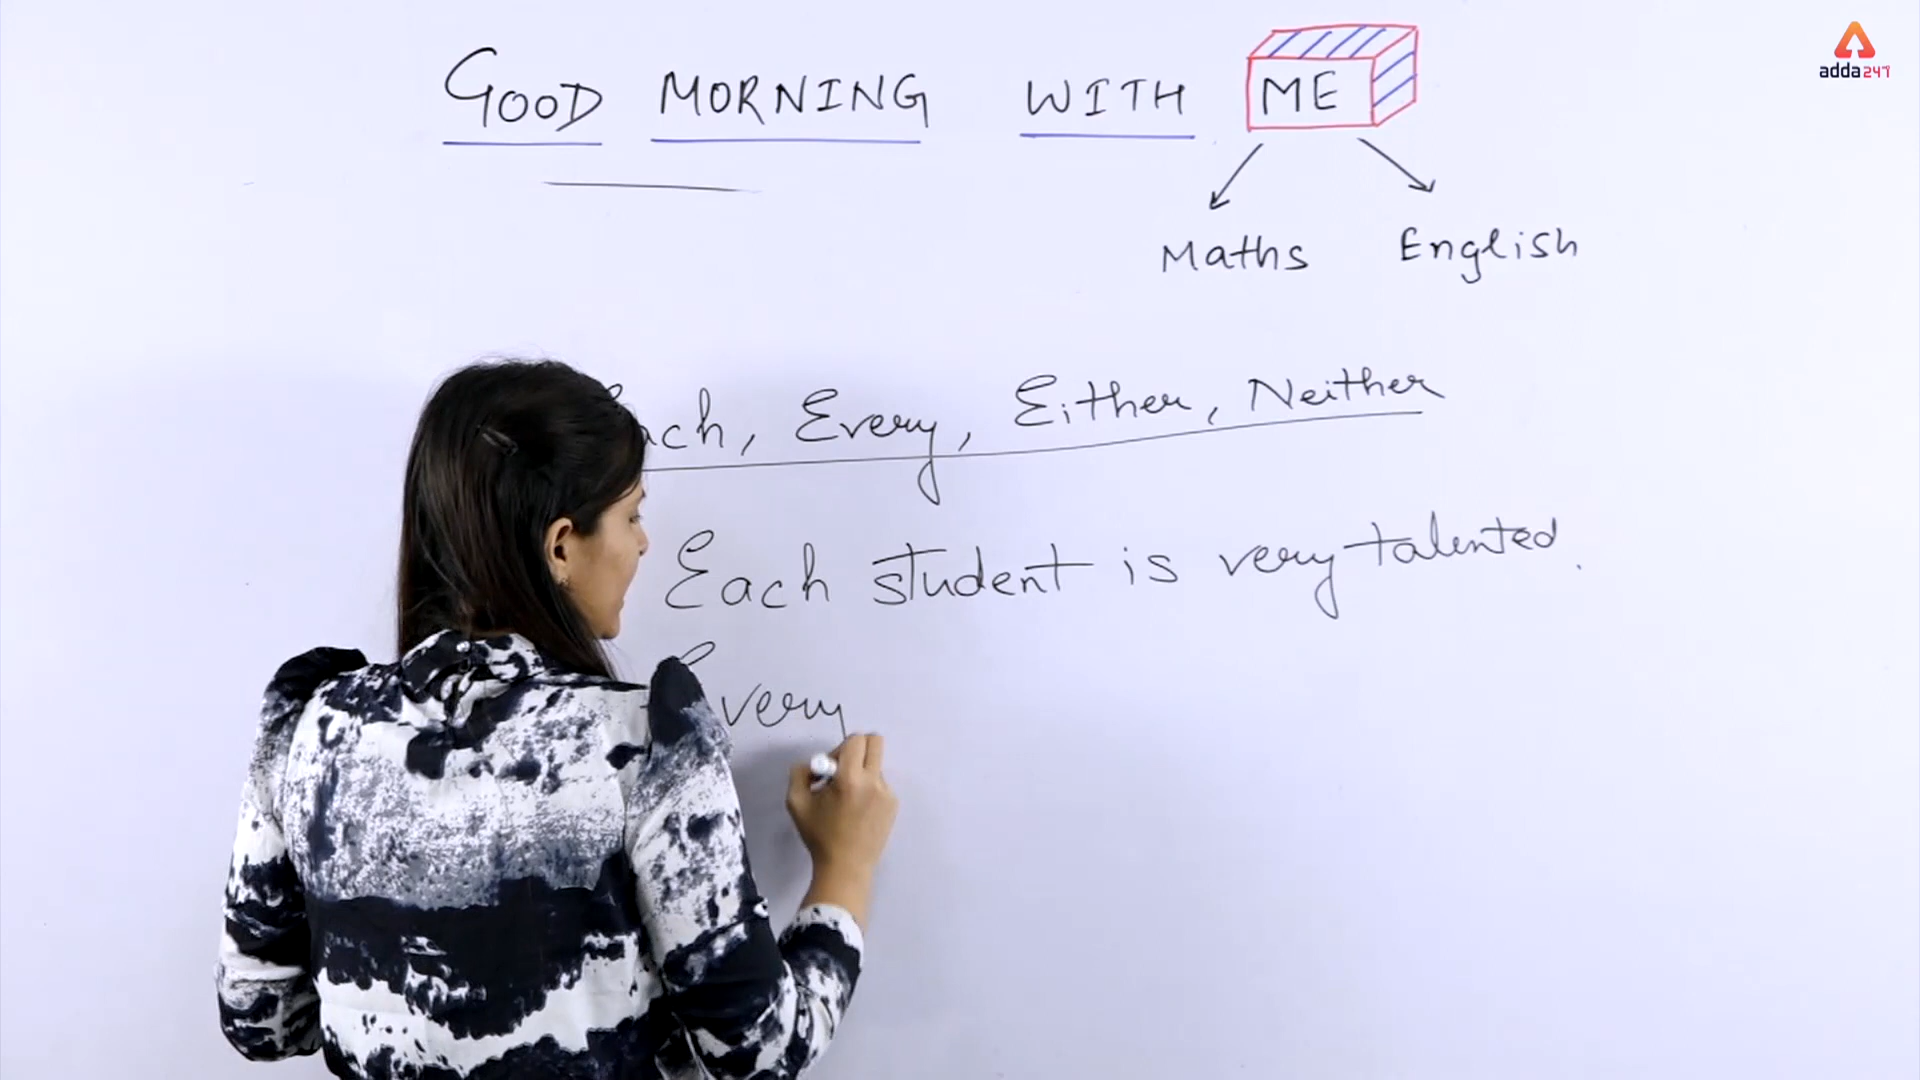 GOOD MORNING WITH ME
adda247
Maths English
Each, Every, Either, Neither
Each student is very talented.
Every